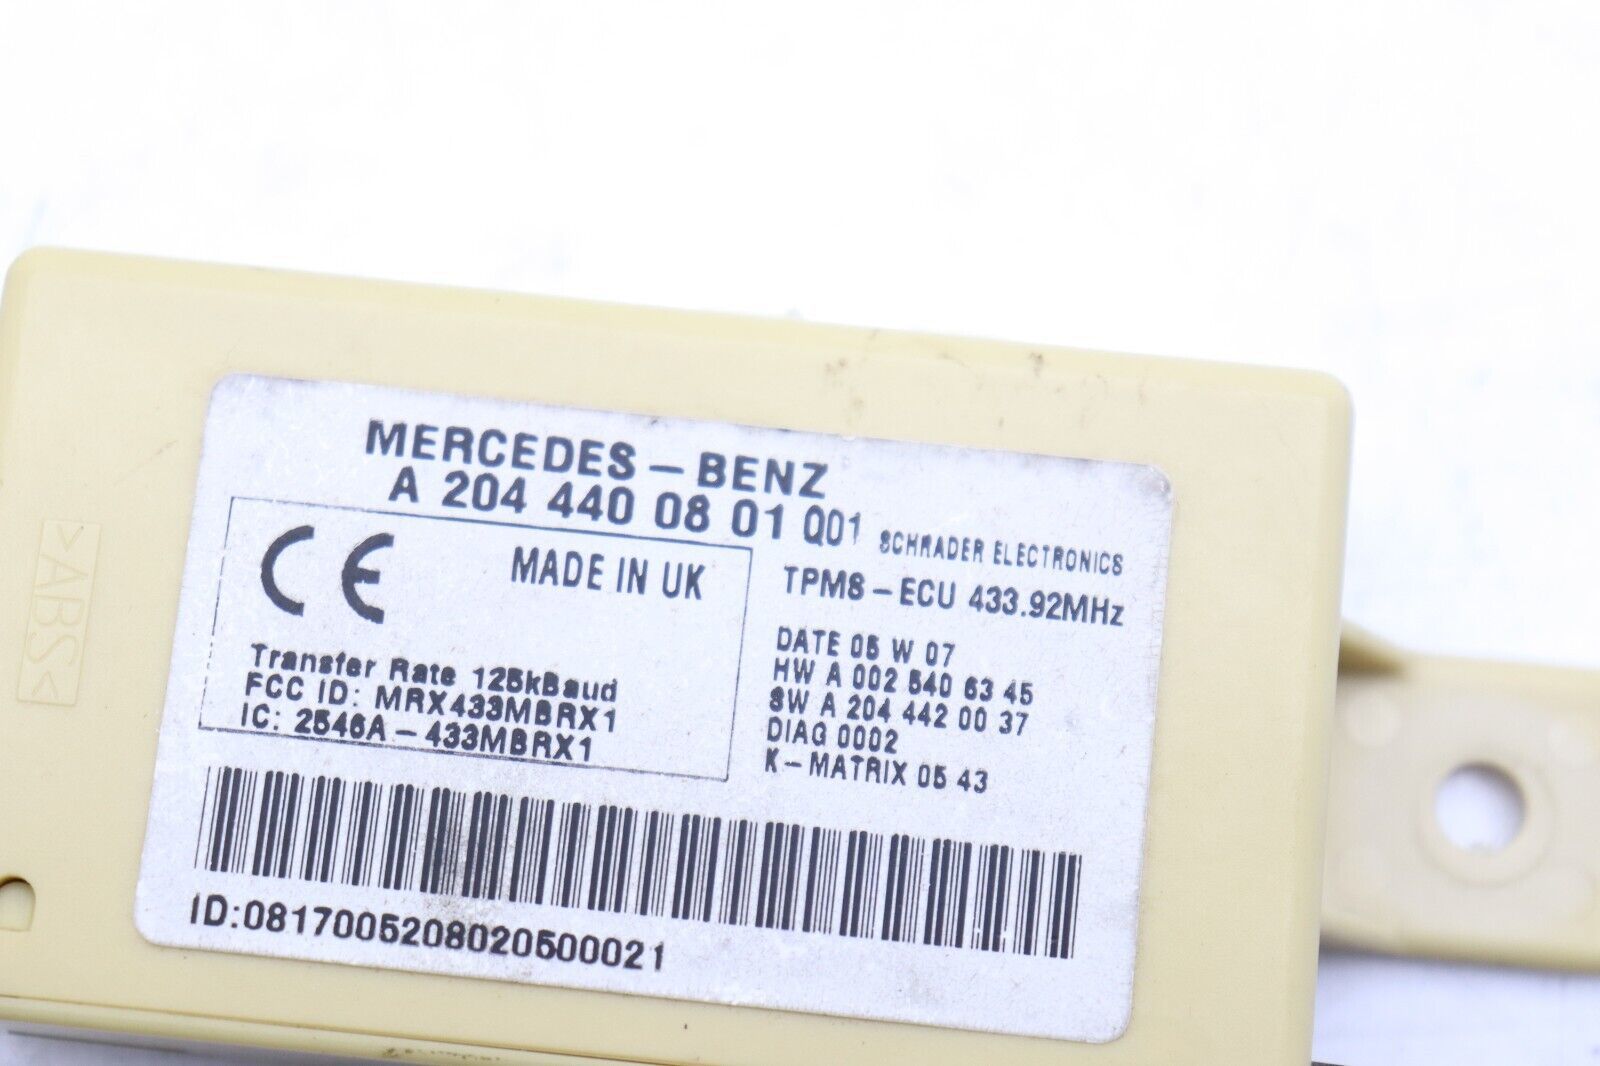 MERCEDES-BENZ
A 204 440 08 01 Q01
SCHRADER ELECTRONICS
CE
MADE IN UK
Transfer Rate 125kBaud
FCC ID: MRX433MBRX1
IC: 2546A-433MBRX1
TPMS-ECU 433.92MHz
DATE 05 W 07
HW A 002 540 63 45
SW A 204 442 00 37
DIAG 0002
K-MATRIX 05 43
ID:0817005208020500021
>ABS<